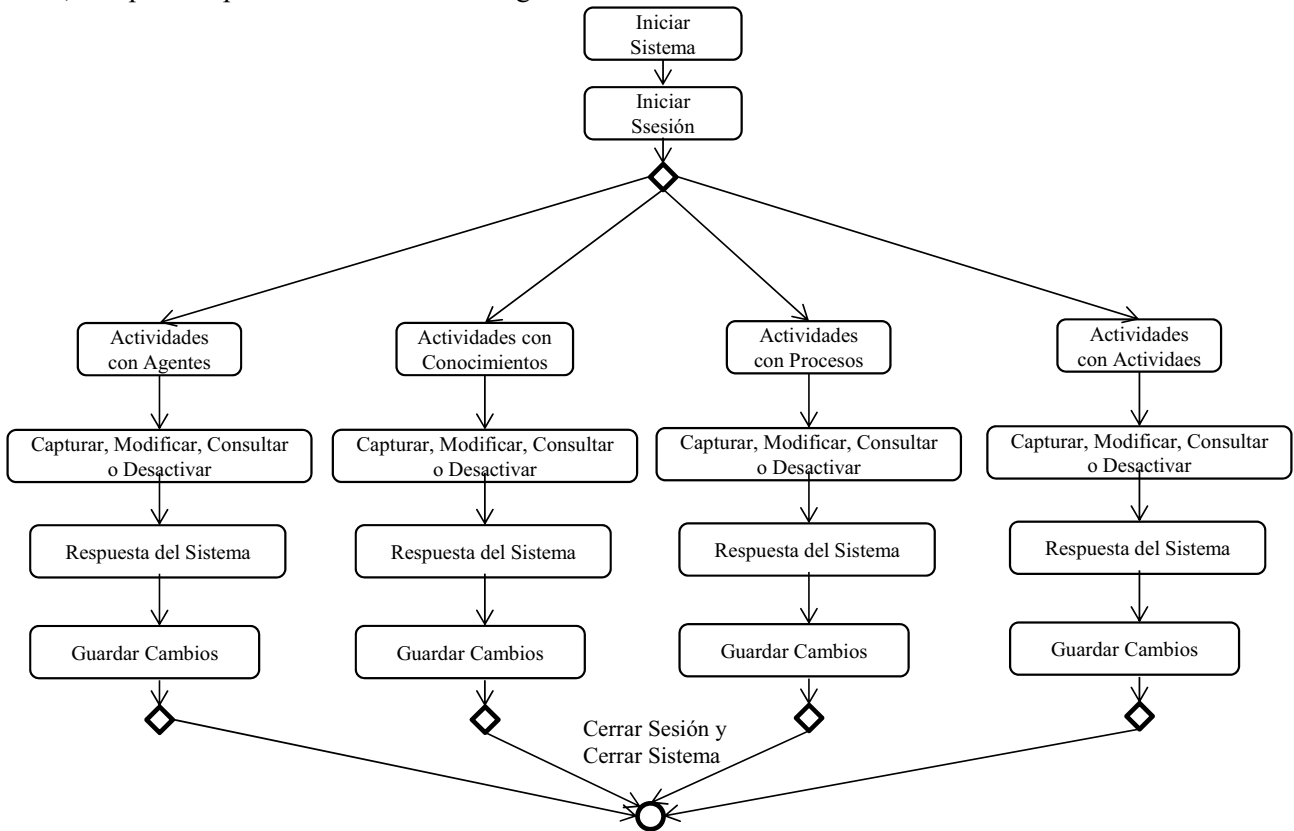 Iniciar
Sistema
Iniciar
Ssesión
Actividades
con Agentes
Actividades con
Conocimientos
Actividades
con Procesos
Actividades
con Actividaes
Capturar, Modificar, Consultar
o Desactivar
Capturar, Modificar, Consultar
o Desactivar
Capturar, Modificar, Consultar
o Desactivar
Capturar, Modificar, Consultar
o Desactivar
Respuesta del Sistema
Respuesta del Sistema
Respuesta del Sistema
Respuesta del Sistema
Guardar Cambios
Guardar Cambios
Guardar Cambios
Guardar Cambios
Cerrar Sesión y
Cerrar Sistema